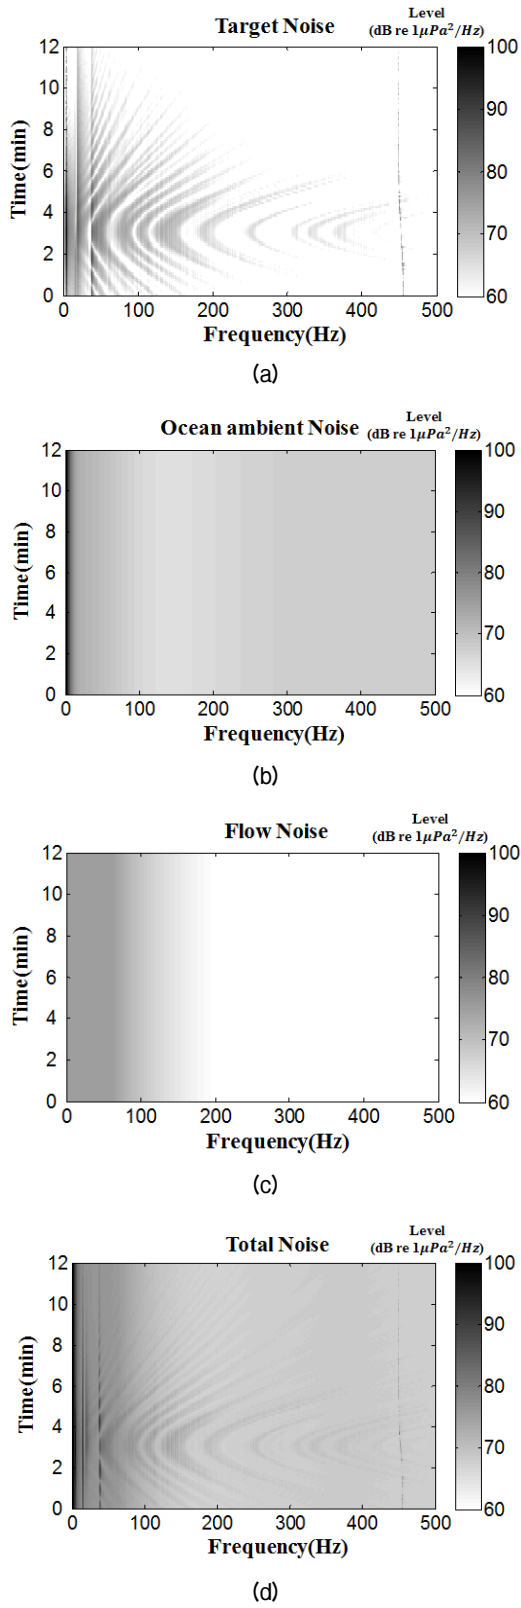 Target Noise
Level
(dB re 1μPa²/Hz)
12
10
8
6
4
2
0
Time(min)
0 100 200 300 400 500
Frequency(Hz)
100
90
80
70
60
(a)
Ocean ambient Noise
Level
(dB re 1μPa²/Hz)
12
10
8
6
4
2
0
Time(min)
0 100 200 300 400 500
Frequency(Hz)
100
90
80
70
60
(b)
Flow Noise
Level
(dB re 1μPa²/Hz)
12
10
8
6
4
2
0
Time(min)
0 100 200 300 400 500
Frequency(Hz)
100
90
80
70
60
(c)
Total Noise
Level
(dB re 1μPa²/Hz)
12
10
8
6
4
2
0
Time(min)
0 100 200 300 400 500
Frequency(Hz)
100
90
80
70
60
(d)